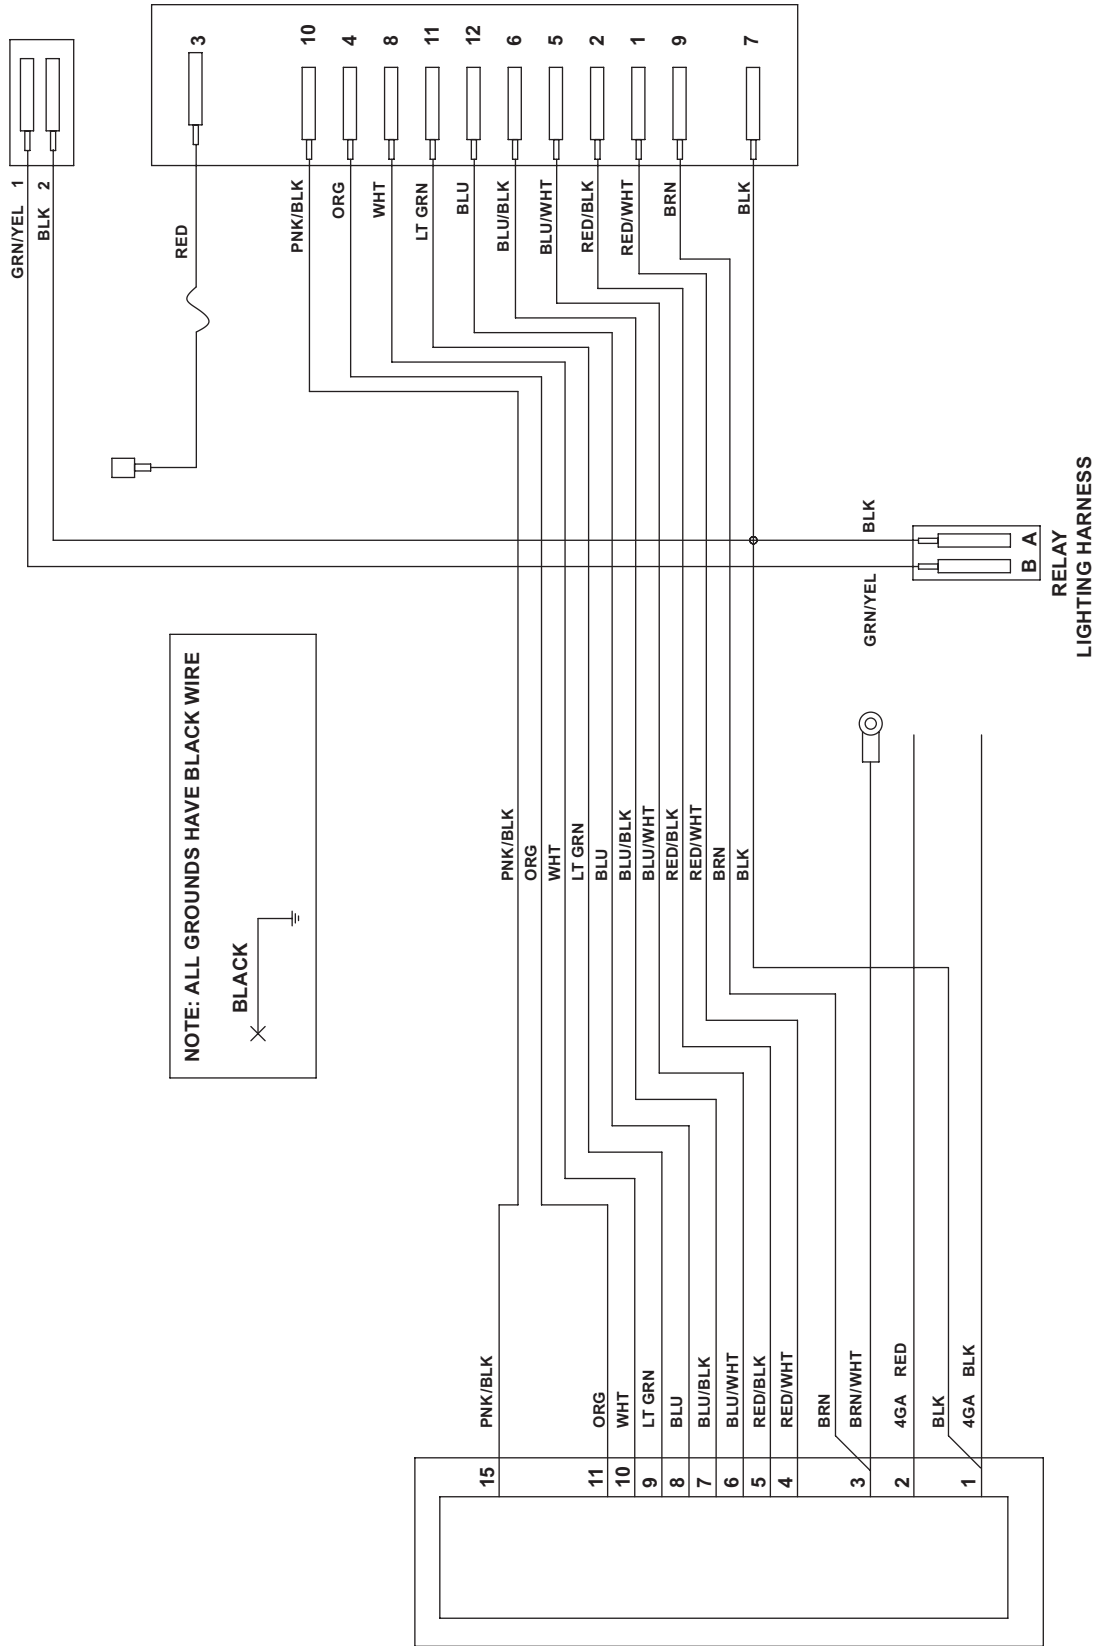 GRN/YEL 1
BLK 2
3
RED
10
4
8
11
12
6
5
2
1
9
7
PNK/BLK
ORG
WHT
LT GRN
BLU
BLU/BLK
BLU/WHT
RED/BLK
RED/WHT
BRN
BLK
NOTE: ALL GROUNDS HAVE BLACK WIRE
BLACK
BLK
GRN/YEL
A
B
RELAY
LIGHTING HARNESS
PNK/BLK
ORG
WHT
LT GRN
BLU
BLU/BLK
BLU/WHT
RED/BLK
RED/WHT
BRN
BLK
PNK/BLK
ORG
WHT
LT GRN
BLU
BLU/BLK
BLU/WHT
RED/BLK
RED/WHT
BRN
BRN/WHT
4GA RED
BLK
4GA BLK
15
11
10
9
8
7
6
5
4
3
2
1